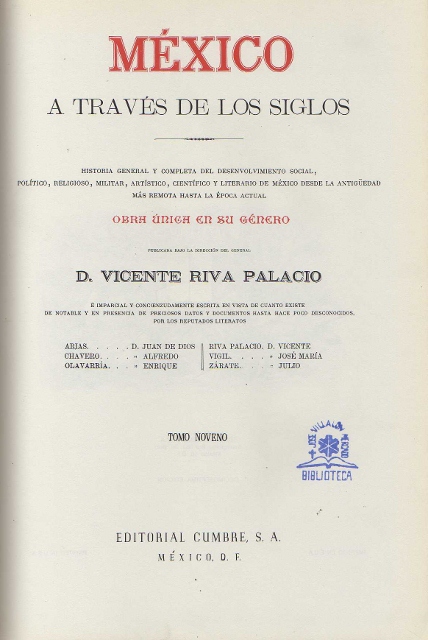 MÉXICO
A TRAVÉS DE LOS SIGLOS
HISTORIA GENERAL Y COMPLETA DEL DESENVOLVIMIENTO SOCIAL,
POLÍTICO, RELIGIOSO, MILITAR, ARTÍSTICO, CIENTÍFICO Y LITERARIO DE MÉXICO DESDE LA ANTIGÜEDAD
MÁS REMOTA HASTA LA ÉPOCA ACTUAL
OBRA ÚNICA EN SU GÉNERO
PUBLICADA BAJO LA DIRECCIÓN DEL GENERAL
D. VICENTE RIVA PALACIO
É IMPARCIAL Y CONCIENZUDAMENTE ESCRITA EN VISTA DE CUANTO EXISTE
DE NOTABLE Y EN PRESENCIA DE PRECIOSOS DATOS Y DOCUMENTOS HASTA HACE POCO DESCONOCIDOS,
POR LOS REPUTADOS LITERATOS
ARIAS. . . . . D. JUAN DE DIOS
CHAVERO. . . . » ALFREDO
OLAVARRÍA. . . » ENRIQUE
RIVA PALACIO. D. VICENTE
VIGIL. . . . . » JOSÉ MARÍA
ZÁRATE. . . . » JULIO
TOMO NOVENO
JOSE VILLALON
BIBLIOTECA
EDITORIAL CUMBRE, S. A.
MÉXICO, D. F.